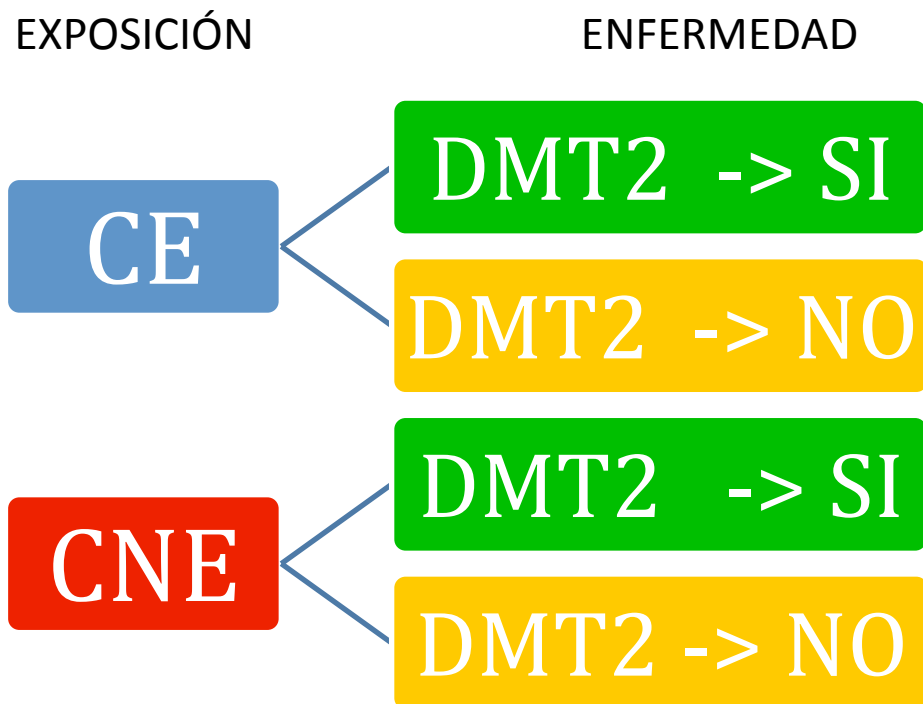 EXPOSICIÓN ENFERMEDAD
DMT2 -> SI
CE
DMT2 -> NO
DMT2 -> SI
CNE
DMT2 -> NO